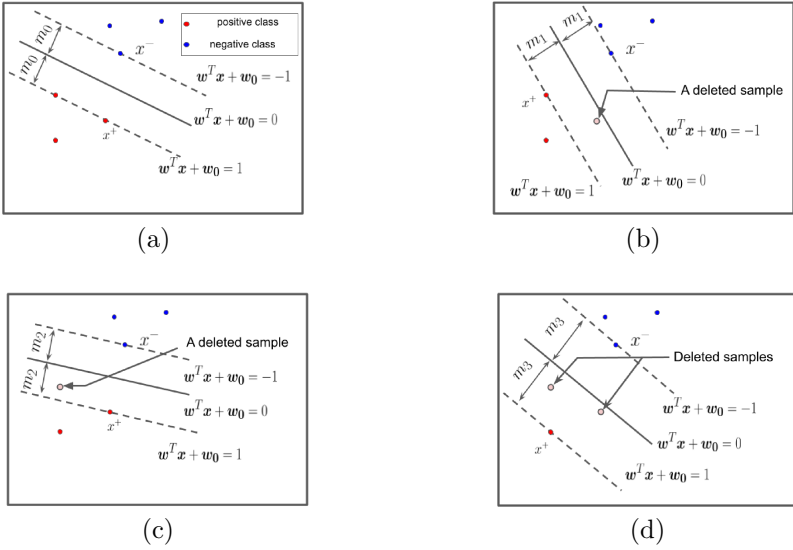 positive class
negative class
m₀
m₀
x⁻
x⁺
wᵀx + w₀ = −1
wᵀx + w₀ = 0
wᵀx + w₀ = 1
(a)
m₁
m₁
x⁻
x⁺
A deleted sample
wᵀx + w₀ = −1
wᵀx + w₀ = 0
wᵀx + w₀ = 1
(b)
m₂
m₂
x⁻
x⁺
A deleted sample
wᵀx + w₀ = −1
wᵀx + w₀ = 0
wᵀx + w₀ = 1
(c)
m₃
m₃
x⁻
x⁺
Deleted samples
wᵀx + w₀ = −1
wᵀx + w₀ = 0
wᵀx + w₀ = 1
(d)